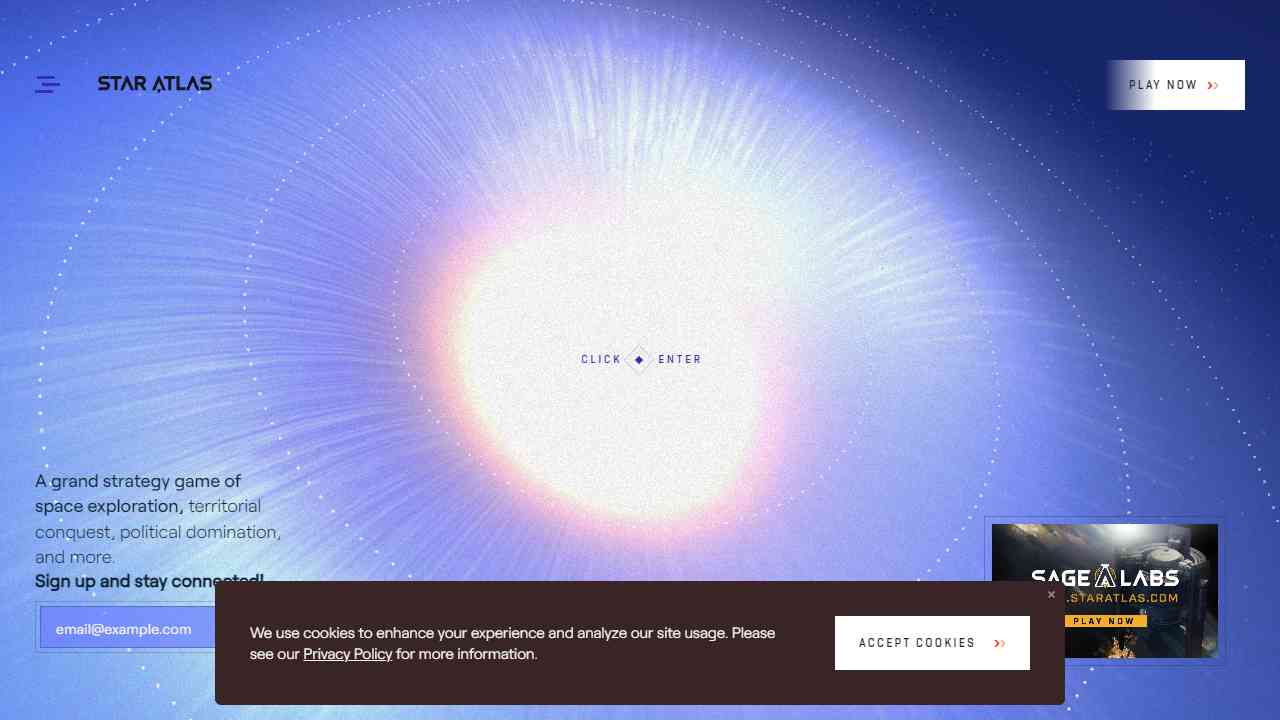 STAR ATLAS
PLAY NOW
CLICK ENTER
A grand strategy game of
space exploration, territorial
conquest, political domination,
and more.
Sign up and stay connected!
email@example.com
SAGE LABS
.STARATLAS.COM
PLAY NOW
We use cookies to enhance your experience and analyze our site usage. Please
see our Privacy Policy for more information.
ACCEPT COOKIES
×